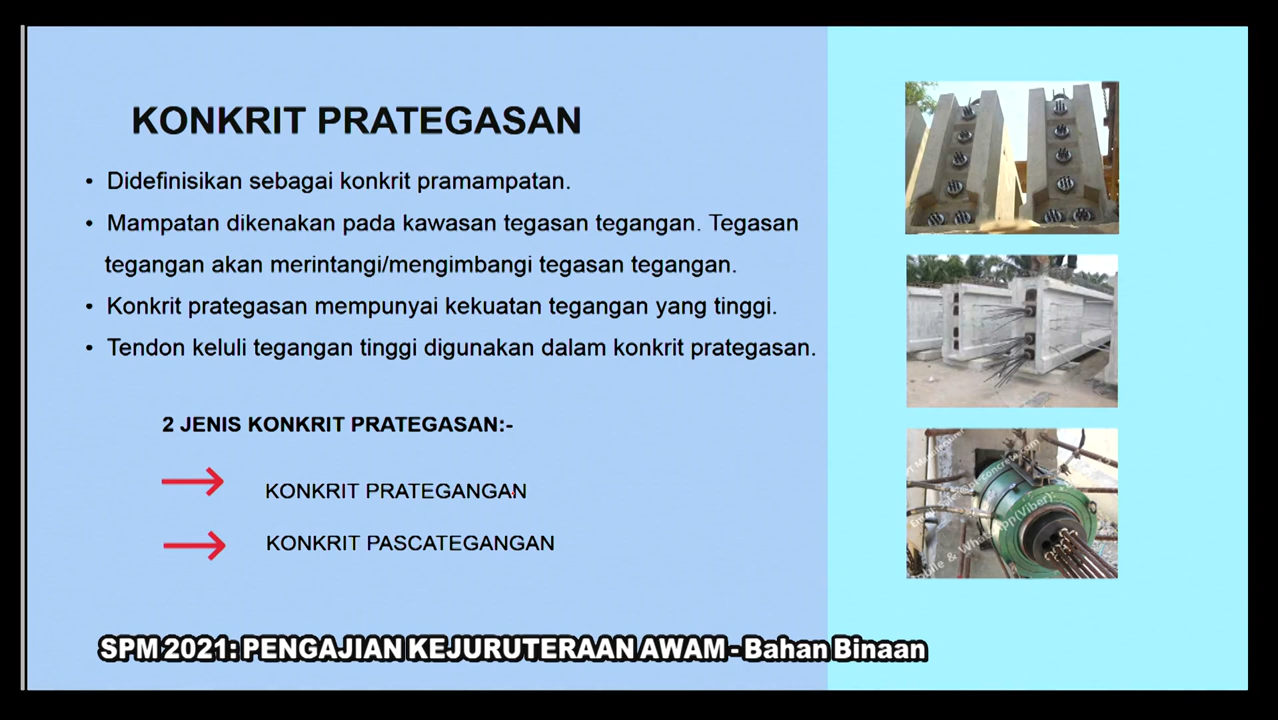 KONKRIT PRATEGASAN
• Didefinisikan sebagai konkrit pramampatan.
• Mampatan dikenakan pada kawasan tegasan tegangan. Tegasan
tegangan akan merintangi/mengimbangi tegasan tegangan.
• Konkrit prategasan mempunyai kekuatan tegangan yang tinggi.
• Tendon keluli tegangan tinggi digunakan dalam konkrit prategasan.
2 JENIS KONKRIT PRATEGASAN:-
KONKRIT PRATEGANGAN
KONKRIT PASCATEGANGAN
SPM 2021: PENGAJIAN KEJURUTERAAN AWAM - Bahan Binaan